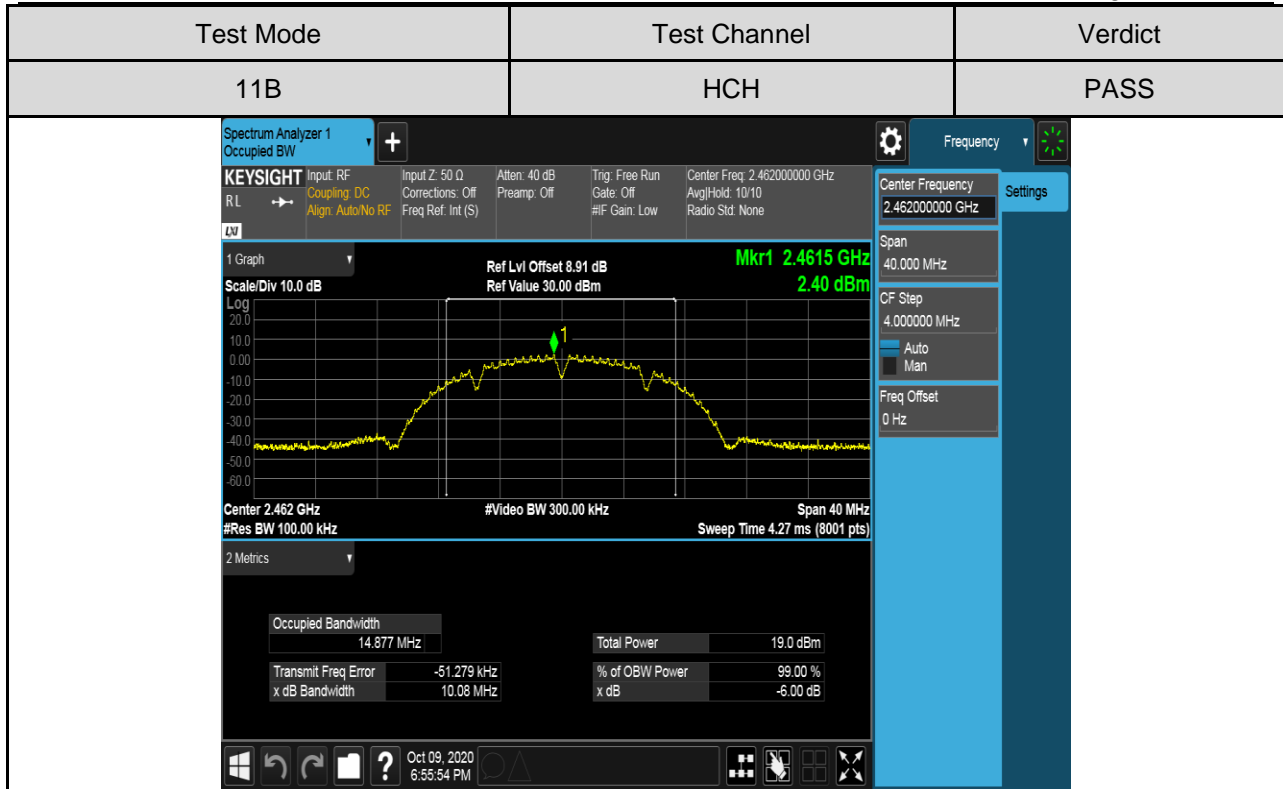 Test Mode Test Channel Verdict
11B HCH PASS
Spectrum Analyzer 1
Occupied BW
+
Frequency
KEYSIGHT Input: RF Input Z: 50 Ω Atten: 40 dB Trig: Free Run Center Freq: 2.462000000 GHz
Coupling: DC Corrections: Off Preamp: Off Gate: Off Avg|Hold: 10/10
RL Align: Auto/No RF Freq Ref: Int (S) #IF Gain: Low Radio Std: None
LXI
Center Frequency
2.462000000 GHz
Settings
Span
40.000 MHz
CF Step
4.000000 MHz
Auto
Man
Freq Offset
0 Hz
1 Graph
Ref Lvl Offset 8.91 dB
Mkr1 2.4615 GHz
Scale/Div 10.0 dB Ref Value 30.00 dBm 2.40 dBm
Log
20.0
10.0
0.00
-10.0
-20.0
-30.0
-40.0
-50.0
-60.0
1
Center 2.462 GHz #Video BW 300.00 kHz Span 40 MHz
#Res BW 100.00 kHz Sweep Time 4.27 ms (8001 pts)
2 Metrics
Occupied Bandwidth
14.877 MHz Total Power 19.0 dBm
Transmit Freq Error -51.279 kHz % of OBW Power 99.00 %
x dB Bandwidth 10.08 MHz x dB -6.00 dB
? Oct 09, 2020
6:55:54 PM